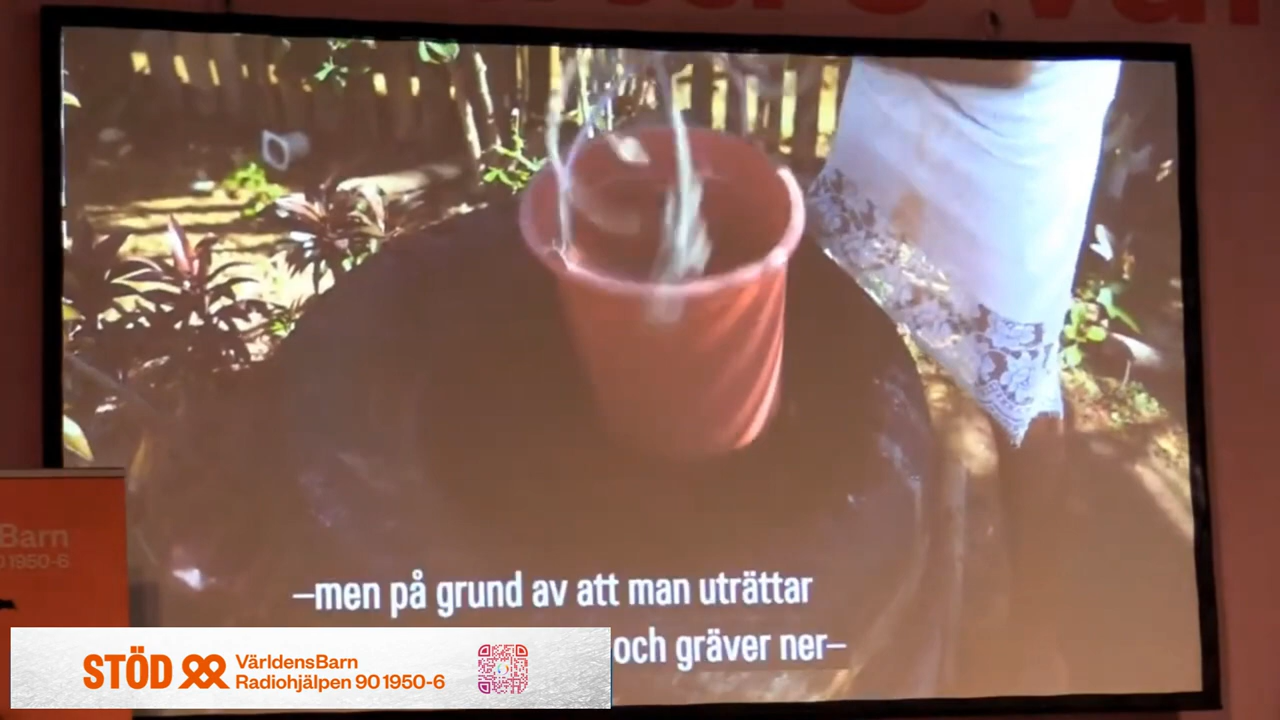 Barn
1950-6
–men på grund av att man uträttar
och gräver ner–
STÖD
VärldensBarn
Radiohjälpen 90 1950-6